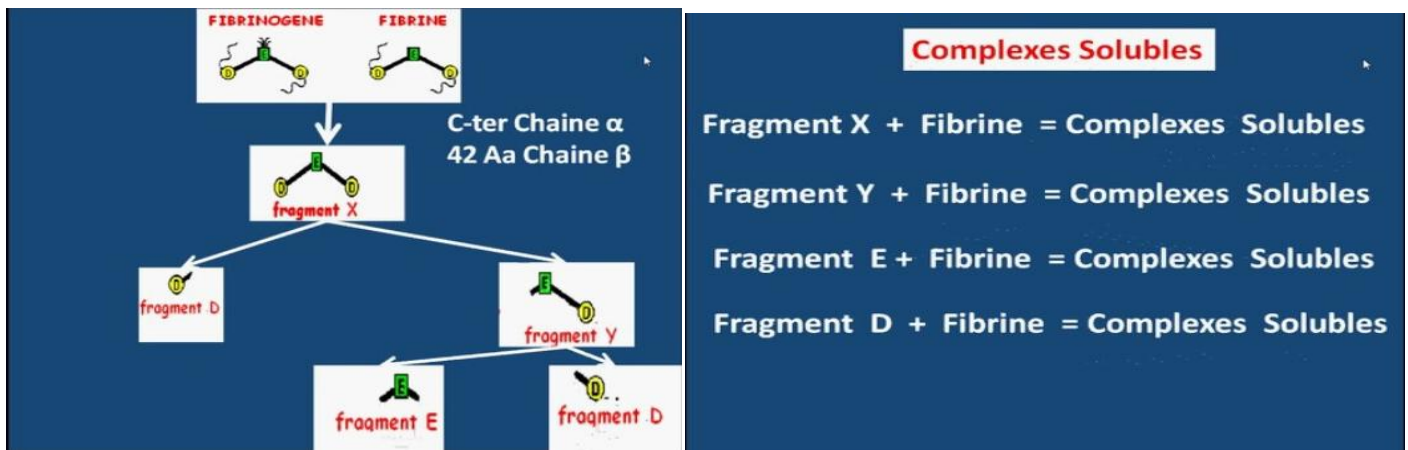 FIBRINOGENE FIBRINE
E E
D D D D
C-ter Chaine α
42 Aa Chaine β
E
D D
fragment X
D
fragment D
E
D
fragment Y
E
fragment E
D
fragment D
Complexes Solubles
Fragment X + Fibrine = Complexes Solubles
Fragment Y + Fibrine = Complexes Solubles
Fragment E + Fibrine = Complexes Solubles
Fragment D + Fibrine = Complexes Solubles